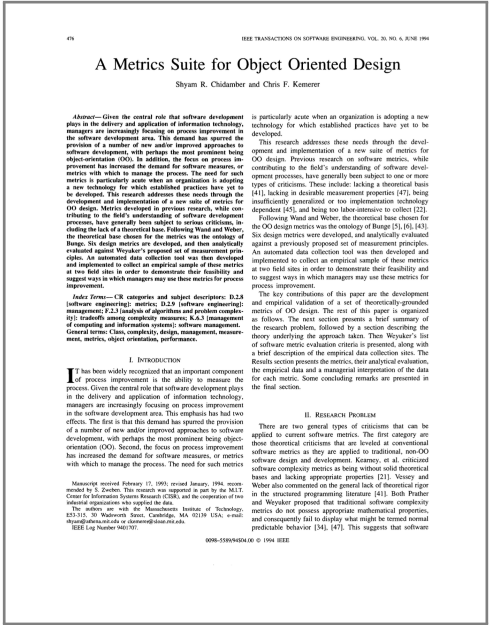 476
IEEE TRANSACTIONS ON SOFTWARE ENGINEERING, VOL. 20, NO. 6, JUNE 1994
A Metrics Suite for Object Oriented Design
Shyam R. Chidamber and Chris F. Kemerer
Abstract—Given the central role that software development
plays in the delivery and application of information technology,
managers are increasingly focusing on process improvement in
the software development area. This demand has spurred the
provision of a number of new and/or improved approaches to
software development, with perhaps the most prominent being
object-orientation (OO). In addition, the focus on process im-
provement has increased the demand for software measures, or
metrics with which to manage the process. The need for such
metrics is particularly acute when an organization is adopting
a new technology for which established practices have yet to
be developed. This research addresses these needs through the
development and implementation of a new suite of metrics for
OO design. Metrics developed in previous research, while con-
tributing to the field's understanding of software development
processes, have generally been subject to serious criticisms, in-
cluding the lack of a theoretical base. Following Wand and Weber,
the theoretical base chosen for the metrics was the ontology of
Bunge. Six design metrics are developed, and then analytically
evaluated against Weyuker's proposed set of measurement prin-
ciples. An automated data collection tool was then developed
and implemented to collect an empirical sample of these metrics
at two field sites in order to demonstrate their feasibility and
suggest ways in which managers may use these metrics for process
improvement.
Index Terms— CR categories and subject descriptors: D.2.8
[software engineering]: metrics; D.2.9 [software engineering]:
management; F.2.3 [analysis of algorithms and problem complex-
ity]: tradeoffs among complexity measures; K.6.3 [management
of computing and information systems]: software management.
General terms: Class, complexity, design, management, measure-
ment, metrics, object orientation, performance.
I. INTRODUCTION
IT has been widely recognized that an important component
of process improvement is the ability to measure the
process. Given the central role that software development plays
in the delivery and application of information technology,
managers are increasingly focusing on process improvement
in the software development area. This emphasis has had two
effects. The first is that this demand has spurred the provision
of a number of new and/or improved approaches to software
development, with perhaps the most prominent being object-
orientation (OO). Second, the focus on process improvement
has increased the demand for software measures, or metrics
with which to manage the process. The need for such metrics
Manuscript received February 17, 1993; revised January, 1994. recom-
mended by S. Zweben. This research was supported in part by the M.I.T.
Center for Information Systems Research (CISR), and the cooperation of two
industrial organizations who supplied the data.
The authors are with the Massachusetts Institute of Technology,
E53-315, 30 Wadsworth Street, Cambridge, MA 02139 USA; e-mail:
shyam@athena.mit.edu or ckemerer@sloan.mit.edu.
IEEE Log Number 9401707.
is particularly acute when an organization is adopting a new
technology for which established practices have yet to be
developed.
This research addresses these needs through the devel-
opment and implementation of a new suite of metrics for
OO design. Previous research on software metrics, while
contributing to the field's understanding of software devel-
opment processes, have generally been subject to one or more
types of criticisms. These include: lacking a theoretical basis
[41], lacking in desirable measurement properties [47], being
insufficiently generalized or too implementation technology
dependent [45], and being too labor-intensive to collect [22].
Following Wand and Weber, the theoretical base chosen for
the OO design metrics was the ontology of Bunge [5], [6], [43].
Six design metrics were developed, and analytically evaluated
against a previously proposed set of measurement principles.
An automated data collection tool was then developed and
implemented to collect an empirical sample of these metrics
at two field sites in order to demonstrate their feasibility and
to suggest ways in which managers may use these metrics for
process improvement.
The key contributions of this paper are the development
and empirical validation of a set of theoretically-grounded
metrics of OO design. The rest of this paper is organized
as follows. The next section presents a brief summary of
the research problem, followed by a section describing the
theory underlying the approach taken. Then Weyuker's list
of software metric evaluation criteria is presented, along with
a brief description of the empirical data collection sites. The
Results section presents the metrics, their analytical evaluation,
the empirical data and a managerial interpretation of the data
for each metric. Some concluding remarks are presented in
the final section.
II. RESEARCH PROBLEM
There are two general types of criticisms that can be
applied to current software metrics. The first category are
those theoretical criticisms that are leveled at conventional
software metrics as they are applied to traditional, non-OO
software design and development. Kearney, et al. criticized
software complexity metrics as being without solid theoretical
bases and lacking appropriate properties [21]. Vessey and
Weber also commented on the general lack of theoretical rigor
in the structured programming literature [41]. Both Prather
and Weyuker proposed that traditional software complexity
metrics do not possess appropriate mathematical properties,
and consequently fail to display what might be termed normal
predictable behavior [34], [47]. This suggests that software
0098-5589/94$04.00 © 1994 IEEE